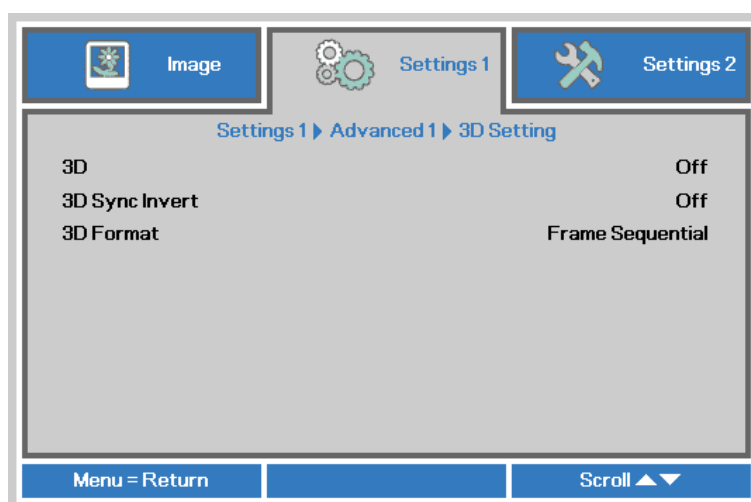 Image
Settings 1
Settings 2
Settings 1 Advanced 1 3D Setting
3D Off
3D Sync Invert Off
3D Format Frame Sequential
Menu = Return Scroll